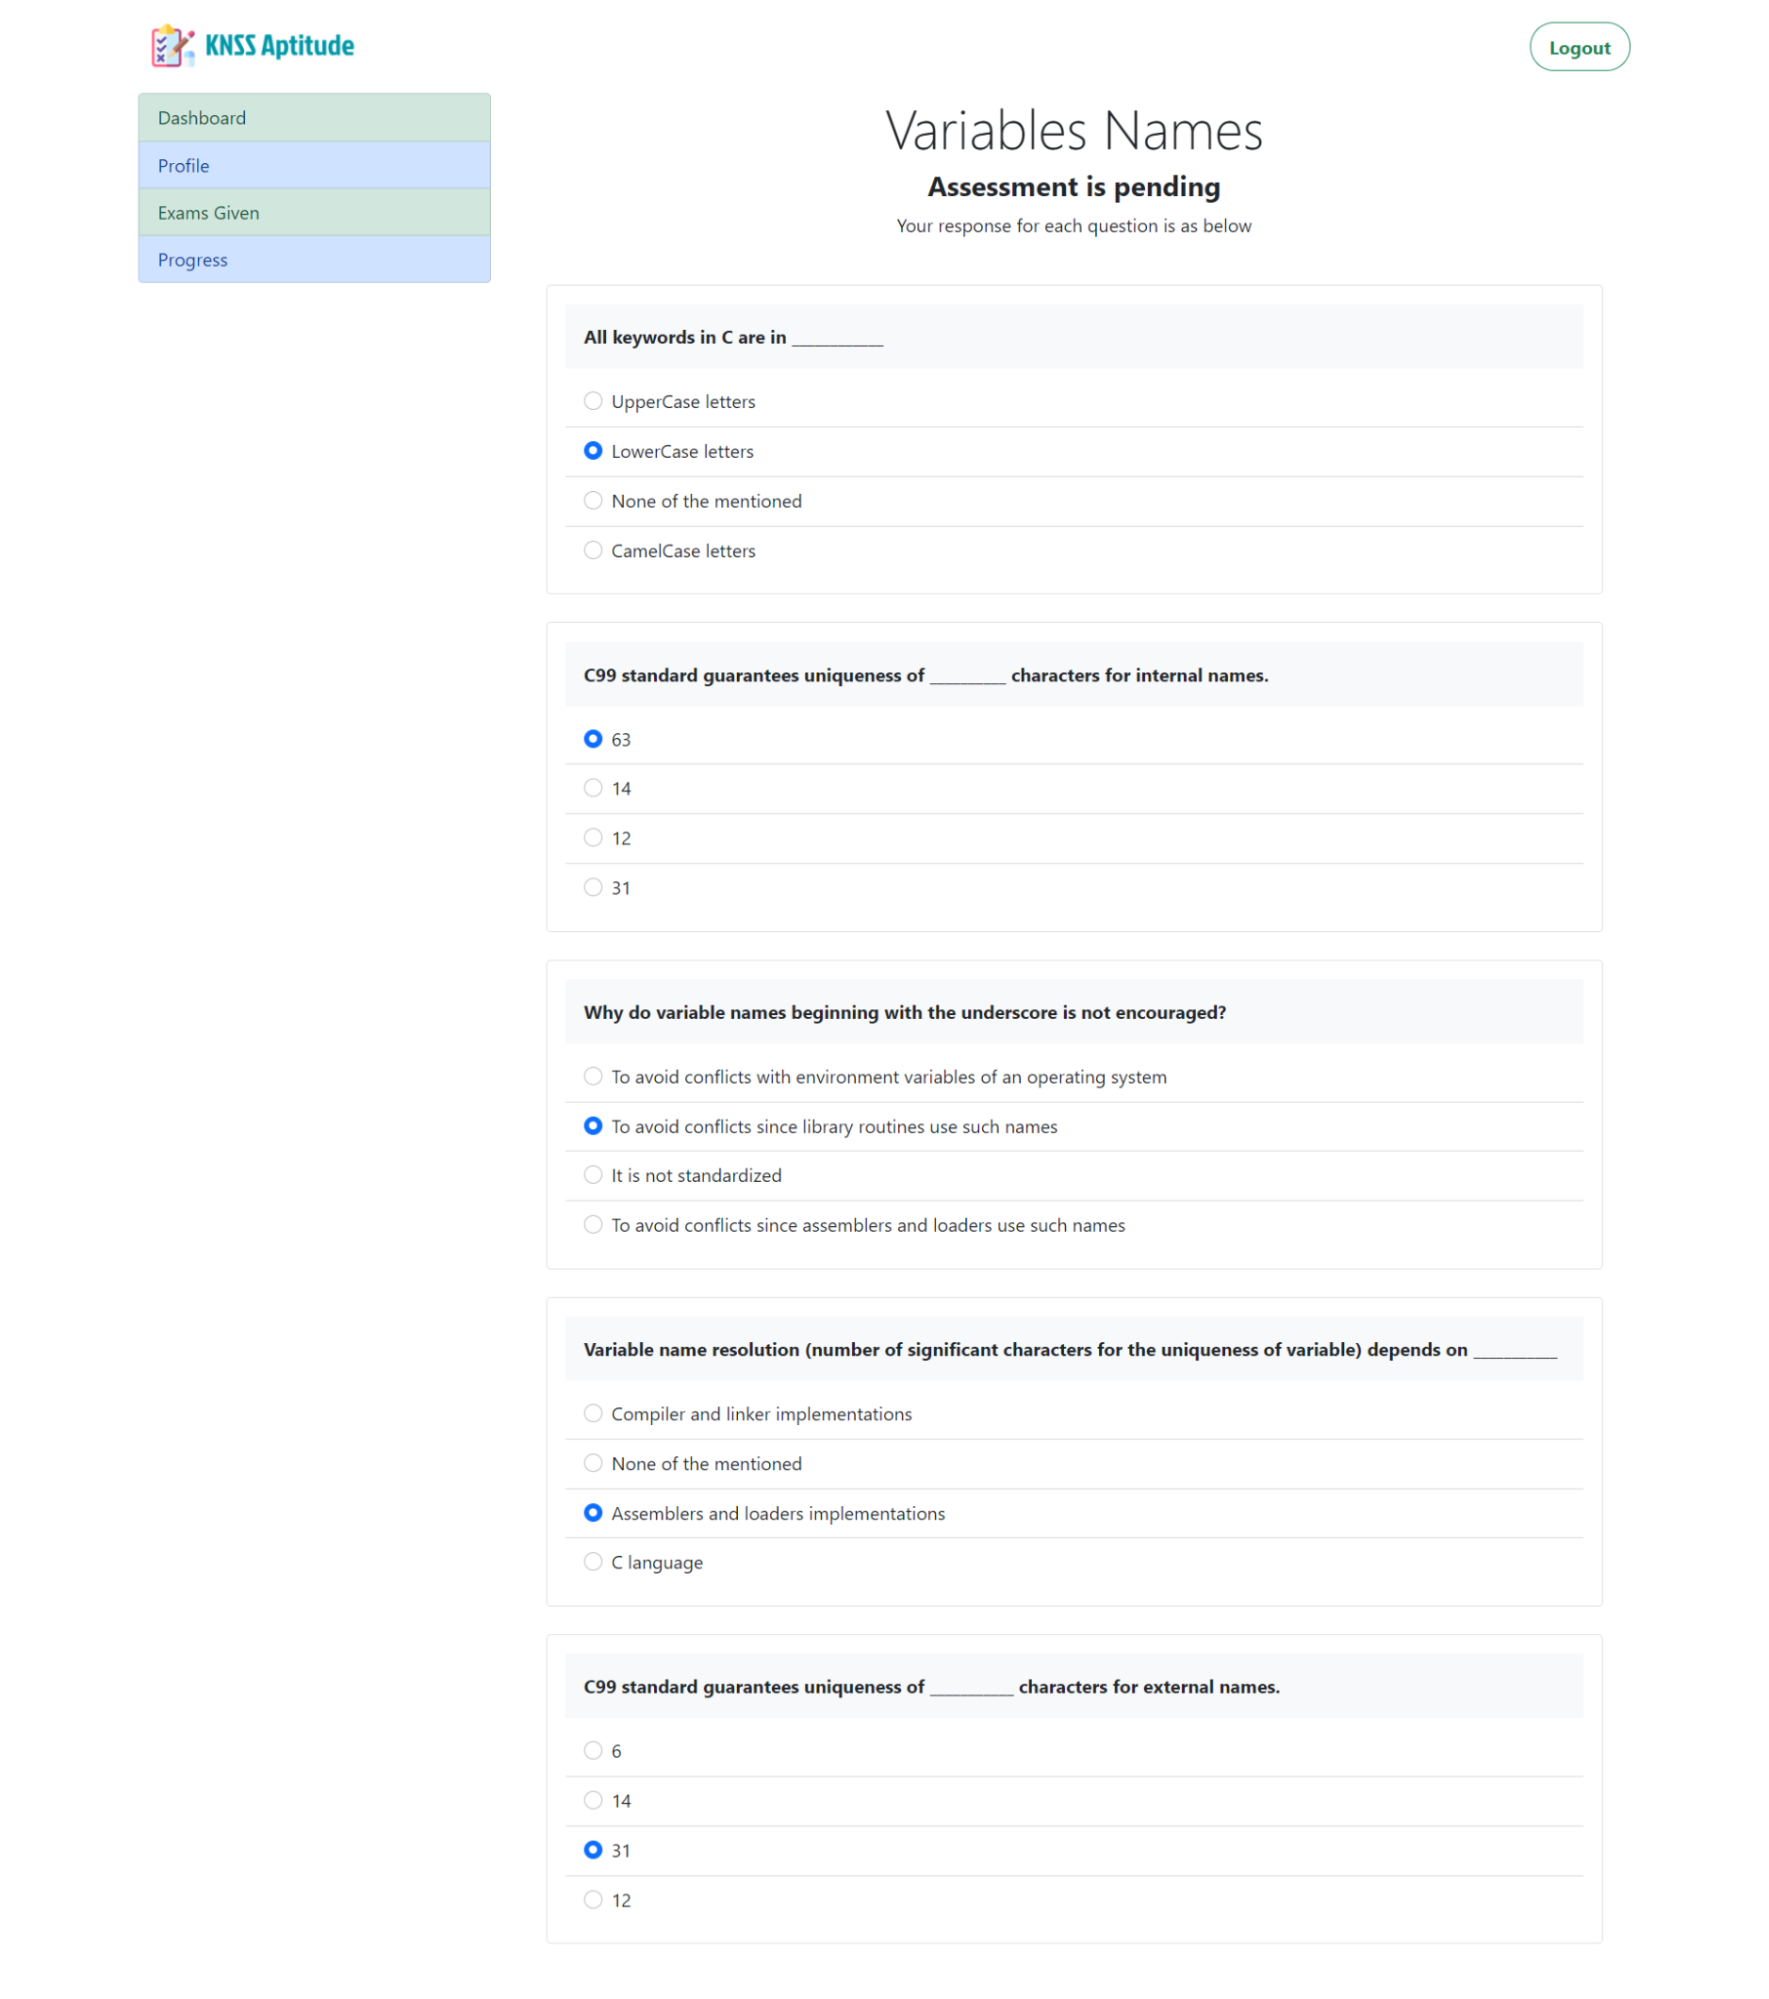 KNSS Aptitude
Logout
Dashboard
Profile
Exams Given
Progress
Variables Names
Assessment is pending
Your response for each question is as below
All keywords in C are in ____________
UpperCase letters
LowerCase letters
None of the mentioned
CamelCase letters
C99 standard guarantees uniqueness of __________ characters for internal names.
63
14
12
31
Why do variable names beginning with the underscore is not encouraged?
To avoid conflicts with environment variables of an operating system
To avoid conflicts since library routines use such names
It is not standardized
To avoid conflicts since assemblers and loaders use such names
Variable name resolution (number of significant characters for the uniqueness of variable) depends on ___________
Compiler and linker implementations
None of the mentioned
Assemblers and loaders implementations
C language
C99 standard guarantees uniqueness of ___________ characters for external names.
6
14
31
12